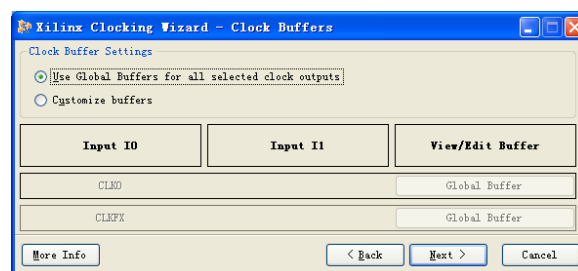 Xilinx Clocking Wizard - Clock Buffers
Clock Buffer Settings
Use Global Buffers for all selected clock outputs
Customize buffers
Input I0 Input I1 View/Edit Buffer
CLK0 Global Buffer
CLKFX Global Buffer
More Info < Back Next > Cancel